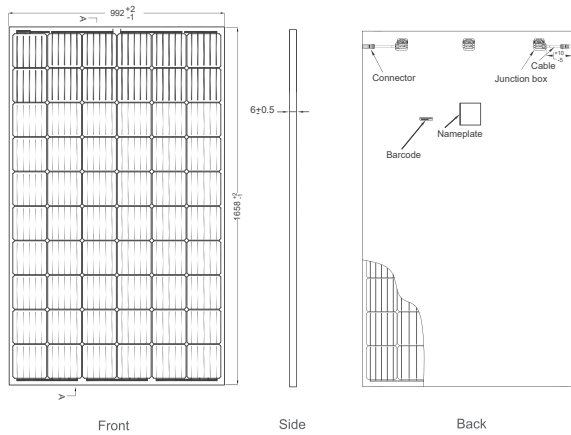 992 +2 -1
A
1658 +2 -1
A
Front
6±0.5
Side
Connector
Cable
+10 -5
Junction box
Nameplate
Barcode
Back